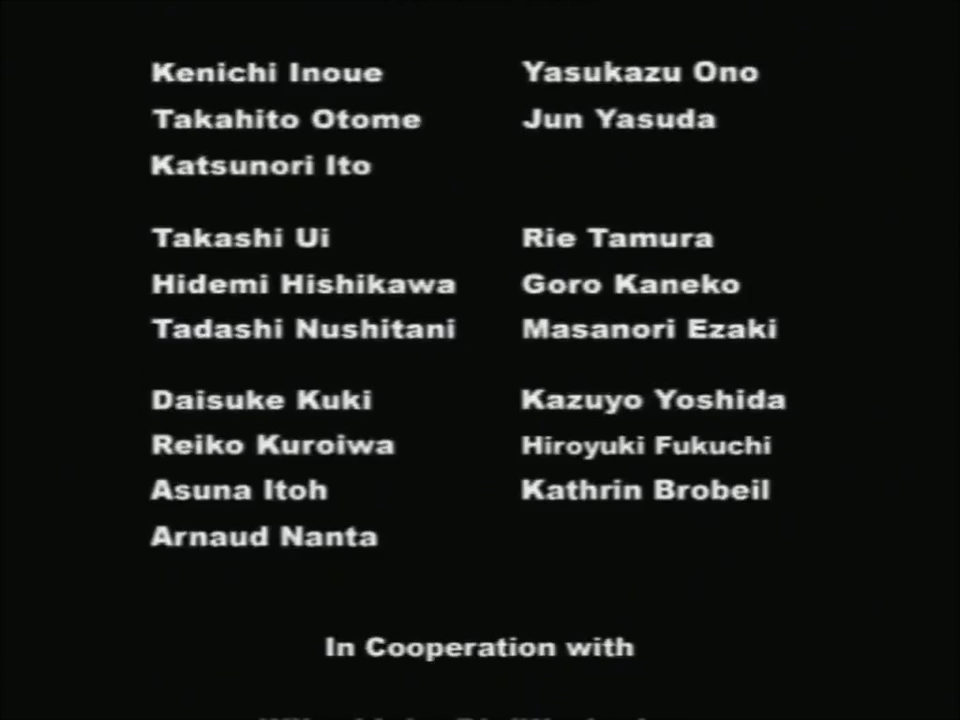 Kenichi Inoue Yasukazu Ono
Takahito Otome Jun Yasuda
Katsunori Ito
Takashi Ui Rie Tamura
Hidemi Hishikawa Goro Kaneko
Tadashi Nushitani Masanori Ezaki
Daisuke Kuki Kazuyo Yoshida
Reiko Kuroiwa Hiroyuki Fukuchi
Asuna Itoh Kathrin Brobeil
Arnaud Nanta
In Cooperation with